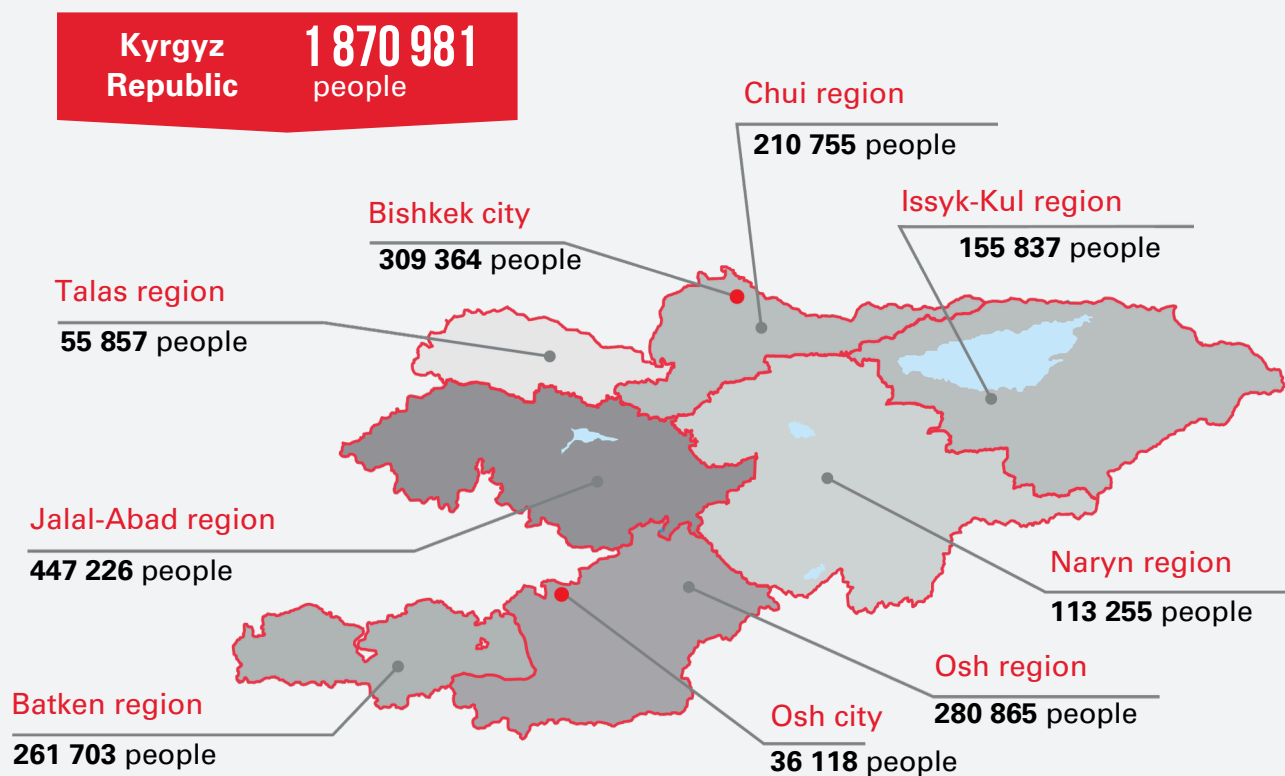 Kyrgyz
Republic
1 870 981
people
Chui region
210 755 people
Issyk-Kul region
155 837 people
Bishkek city
309 364 people
Talas region
55 857 people
Jalal-Abad region
447 226 people
Naryn region
113 255 people
Osh region
280 865 people
Batken region
261 703 people
Osh city
36 118 people